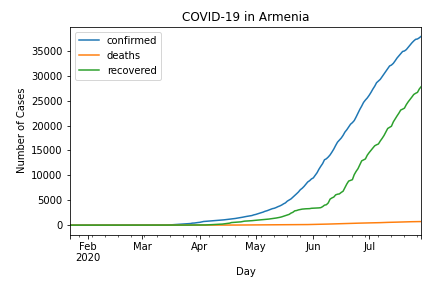 COVID-19 in Armenia
confirmed
deaths
recovered
Number of Cases
35000
30000
25000
20000
15000
10000
5000
0
Feb Mar Apr May Jun Jul
2020
Day